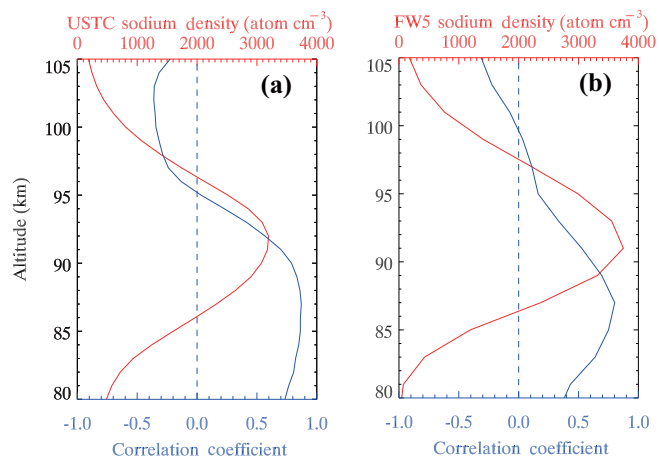 USTC sodium density (atom cm⁻³)
0 1000 2000 3000 4000
FW5 sodium density (atom cm⁻³)
0 1000 2000 3000 4000
(a)
(b)
Altitude (km)
105
100
95
90
85
80
105
100
95
90
85
80
-1.0 -0.5 0.0 0.5 1.0
Correlation coefficient
-1.0 -0.5 0.0 0.5 1.0
Correlation coefficient